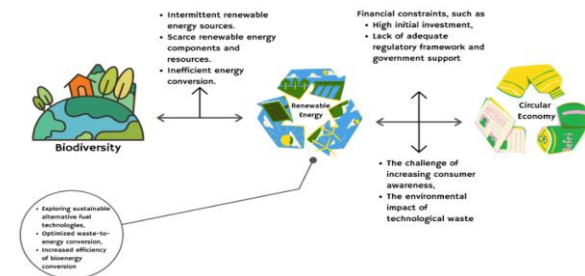 • Intermittent renewable
energy sources.
• Scarce renewable energy
components and
resources.
• Inefficient energy
conversion.
Financial constraints, such as
• High initial investment,
• Lack of adequate
regulatory framework and
government support
Biodiversity
Renewable
Energy
Circular
Economy
• The challenge of
increasing consumer
awareness,
• The environmental
impact of
technological waste
• Exploring sustainable
alternative fuel
technologies,
• Optimized waste-to-
energy conversion,
• Increased efficiency
of bioenergy
conversion